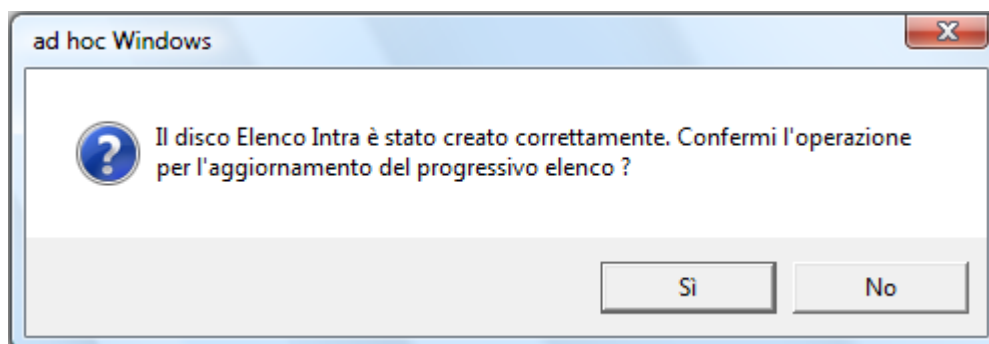 ad hoc Windows
Il disco Elenco Intra è stato creato correttamente. Confermi l'operazione
per l'aggiornamento del progressivo elenco ?
Sì
No